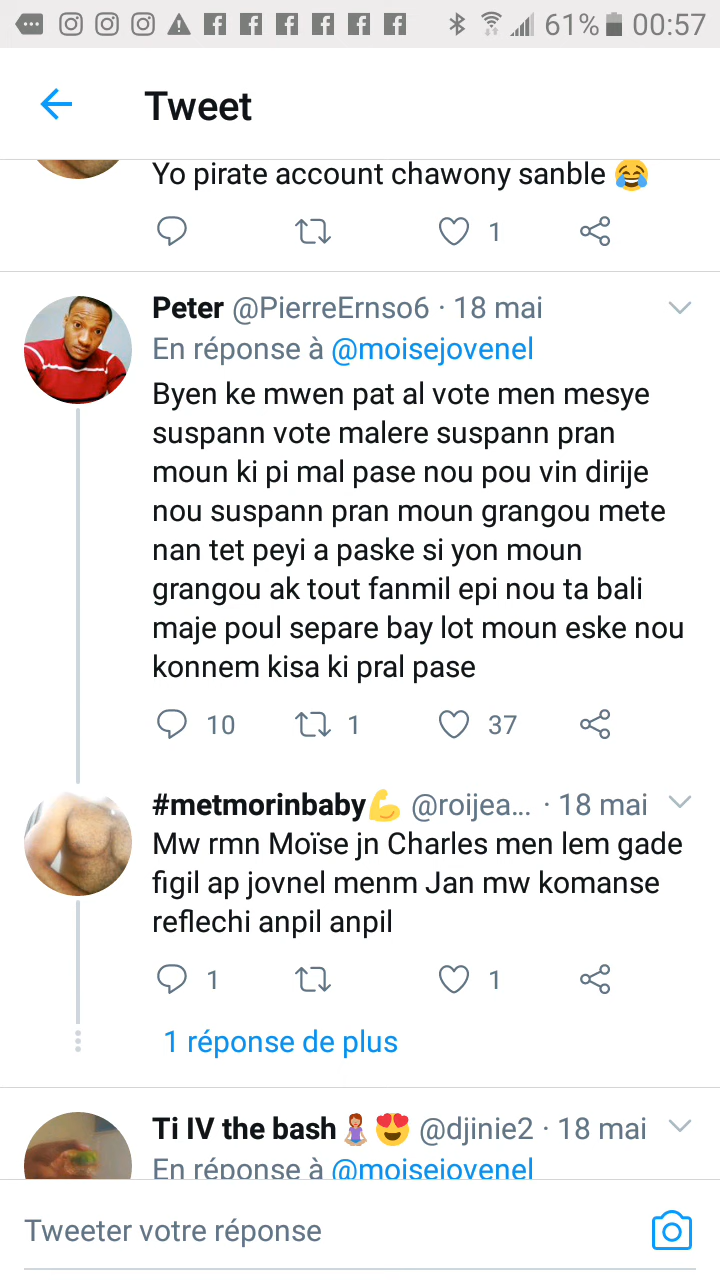 61% 00:57
Tweet
Yo pirate account chawony sanble 😂
1
Peter @PierreErnso6 · 18 mai
En réponse à @moisejovenel
Byen ke mwen pat al vote men mesye
suspann vote malere suspann pran
moun ki pi mal pase nou pou vin dirije
nou suspann pran moun grangou mete
nan tet peyi a paske si yon moun
grangou ak tout fanmil epi nou ta bali
maje poul separe bay lot moun eske nou
konnem kisa ki pral pase
10 1 37
#metmorinbaby💪 @roijea... · 18 mai
Mw rmn Moïse jn Charles men lem gade
figil ap jovnel menm Jan mw komanse
reflechi anpil anpil
1 1
1 réponse de plus
Ti IV the bash🧘‍♀️😍 @djinie2 · 18 mai
En réponse à @moisejovenel
Tweeter votre réponse